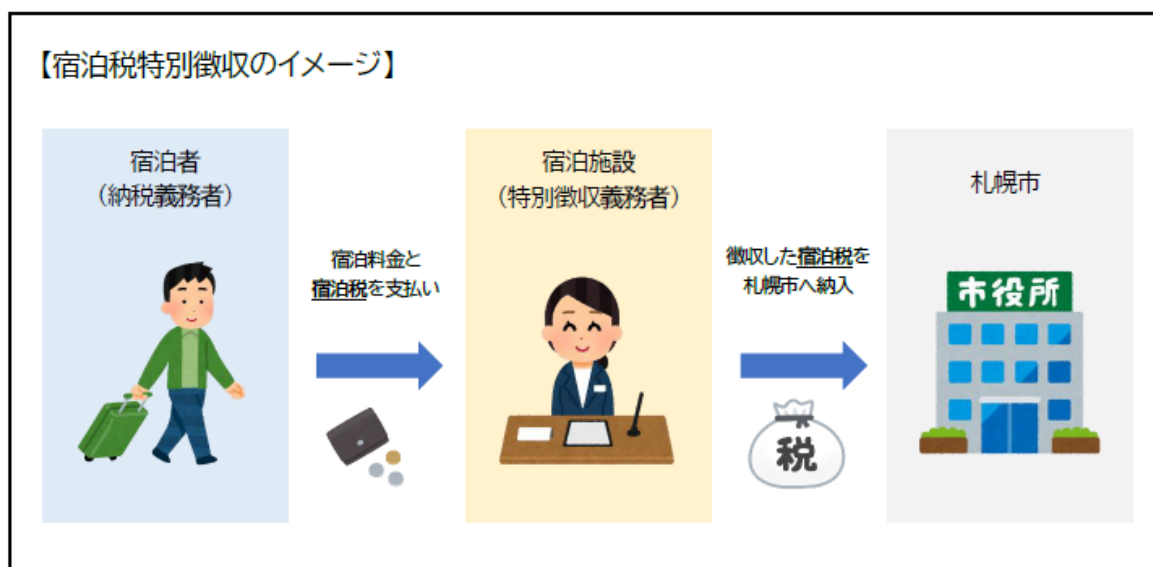 【宿泊税特別徴収のイメージ】
宿泊者
（納税義務者）
宿泊料金と
宿泊税を支払い
宿泊施設
（特別徴収義務者）
徴収した宿泊税を
札幌市へ納入
税
札幌市
市役所